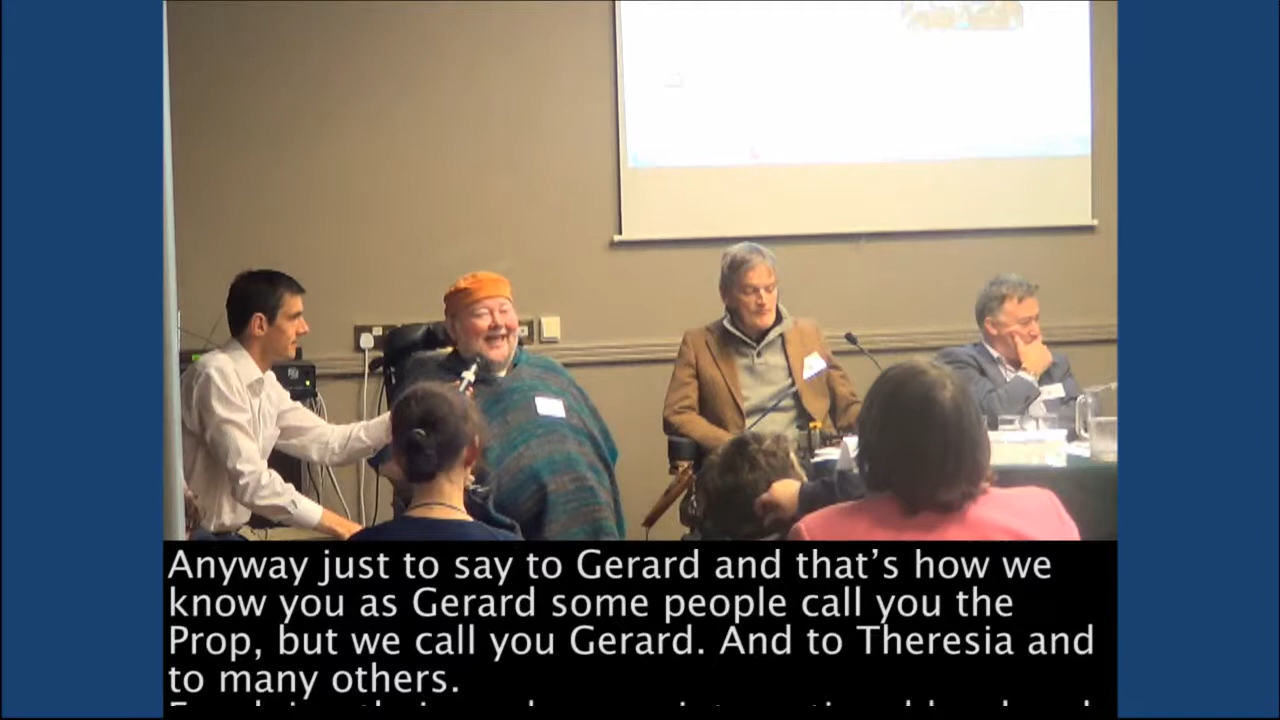 Anyway just to say to Gerard and that's how we
know you as Gerard some people call you the
Prop, but we call you Gerard. And to Theresia and
to many others.